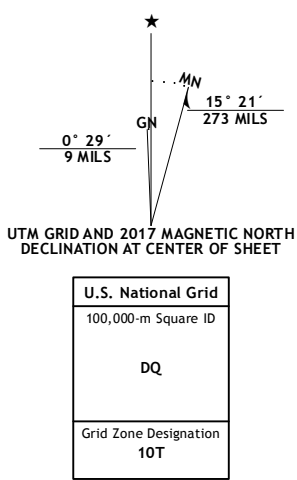 ★
MN
GN
15° 21´
273 MILS
0° 29´
9 MILS
UTM GRID AND 2017 MAGNETIC NORTH
DECLINATION AT CENTER OF SHEET
U.S. National Grid
100,000-m Square ID
DQ
Grid Zone Designation
10T